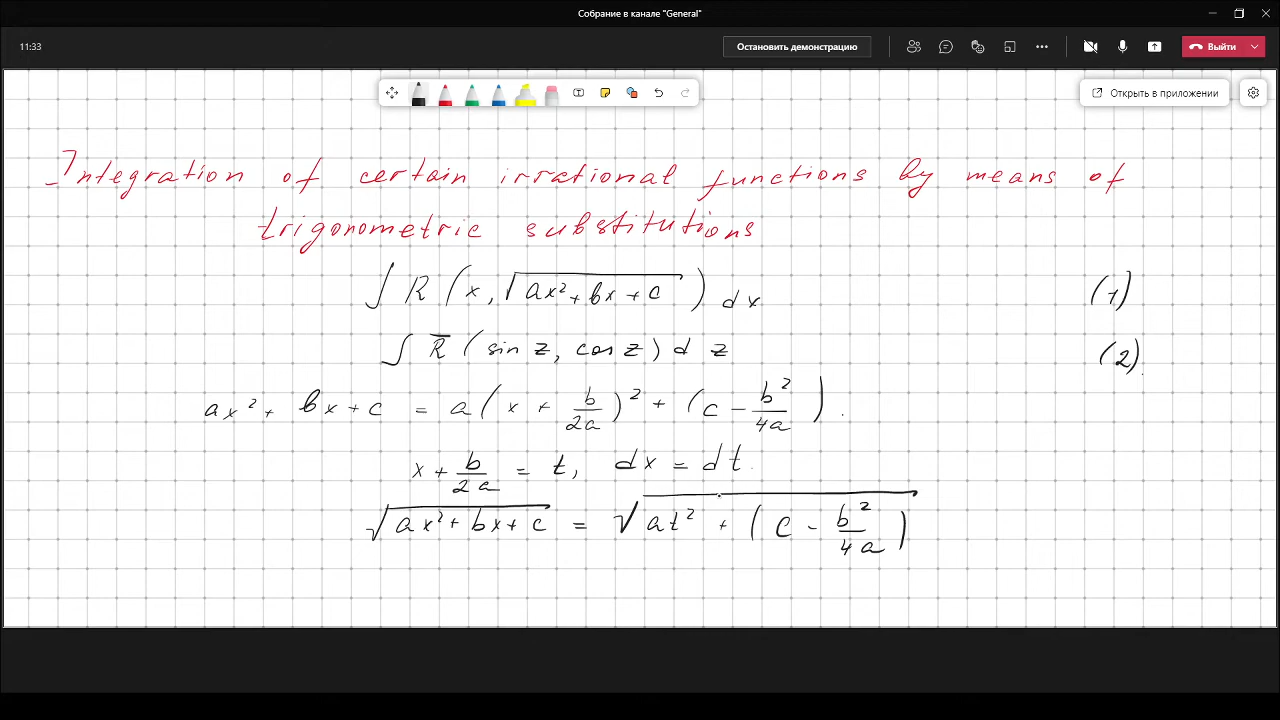 Собрание в канале "General"
11:33
Остановить демонстрацию
Выйти
Открыть в приложении
Integration of certain irrational functions by means of
trigonometric substitutions
∫ R (x, √(ax² + bx + c)) dx (1)
∫ R̅ (sin z, cos z) dz (2)
ax² + bx + c = a(x + b/2a)² + (c − b²/4a).
x + b/2a = t, dx = dt.
√(ax² + bx + c) = √(at² + (c − b²/4a))